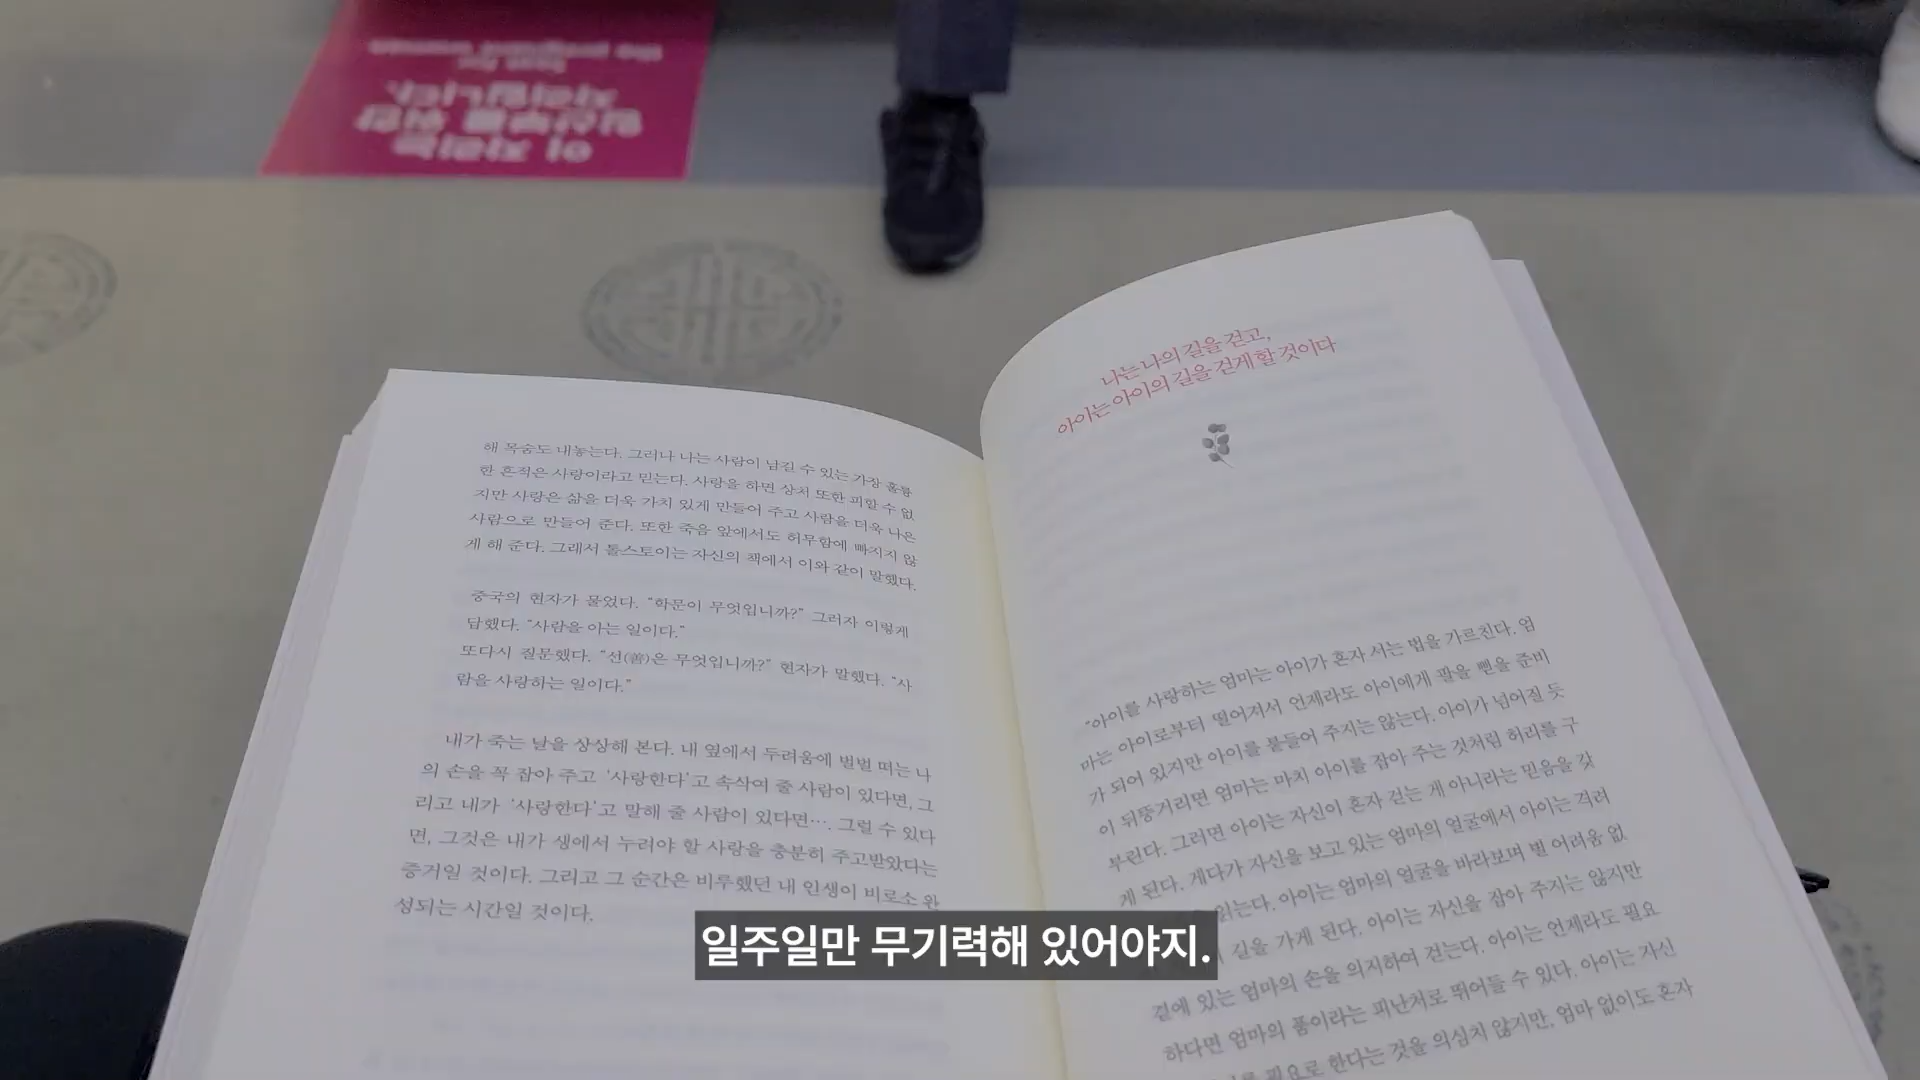 이 자리는
임산부를 위한
자리입니다.
seat for
the pregnant woman
해 목숨도 내놓는다. 그러나 나는 사람이 남길 수 있는 가장 훌륭
한 흔적은 사랑이라고 믿는다. 사랑을 하면 상처 또한 피할 수 없
지만 사랑은 삶을 더욱 가치 있게 만들어 주고 사람을 더욱 나은
사람으로 만들어 준다. 또한 죽음 앞에서도 허무함에 빠지지 않
게 해 준다. 그래서 톨스토이는 자신의 책에서 이와 같이 말했다.
중국의 현자가 물었다. “학문이 무엇입니까?” 그러자 이렇게
답했다. “사람을 아는 일이다.”
또다시 질문했다. “선(善)은 무엇입니까?” 현자가 말했다. “사
람을 사랑하는 일이다.”
내가 죽는 날을 상상해 본다. 내 옆에서 두려움에 벌벌 떠는 나
의 손을 꼭 잡아 주고 ‘사랑한다’고 속삭여 줄 사람이 있다면, 그
리고 내가 ‘사랑한다’고 말해 줄 사람이 있다면…. 그럴 수 있다
면, 그것은 내가 생에서 누려야 할 사랑을 충분히 주고받았다는
증거일 것이다. 그리고 그 순간은 비루했던 내 인생이 비로소 완
성되는 시간일 것이다.
나는 나의 길을 걷고,
아이는 아이의 길을 걷게 할 것이다
“아이를 사랑하는 엄마는 아이가 혼자 서는 법을 가르친다. 엄
마는 아이로부터 떨어져서 언제라도 아이에게 팔을 뻗을 준비
가 되어 있지만 아이를 붙들어 주지는 않는다. 아이가 넘어질 듯
이 뒤뚱거리면 엄마는 마치 아이를 잡아 주는 것처럼 허리를 구
부린다. 그러면 아이는 자신이 혼자 걷는 게 아니라는 믿음을 갖
게 된다. 게다가 자신을 보고 있는 엄마의 얼굴에서 아이는 격려
읽는다. 아이는 엄마의 얼굴을 바라보며 별 어려움 없
길을 가게 된다. 아이는 자신을 잡아 주지는 않지만
곁에 있는 엄마의 손을 의지하여 걷는다. 아이는 언제라도 필요
하다면 엄마의 품이라는 피난처로 뛰어들 수 있다. 아이는 자신
를 필요로 한다는 것을 의심치 않지만, 엄마 없이도 혼자
일주일만 무기력해 있어야지.